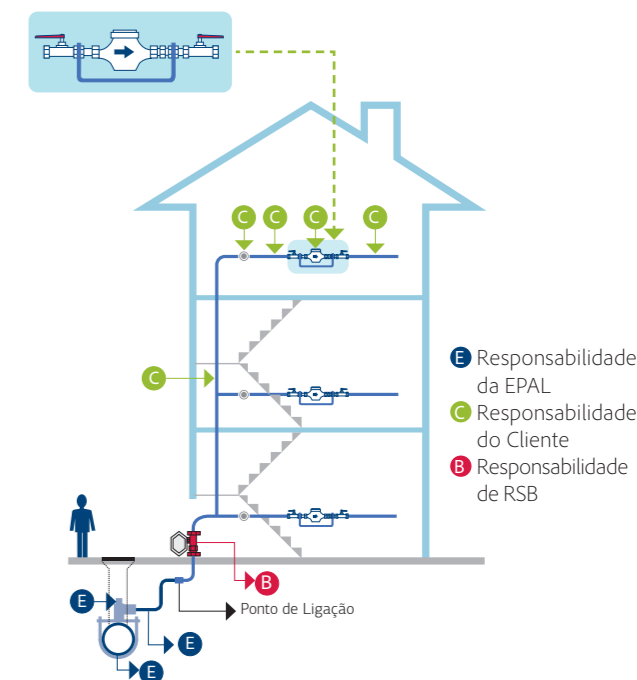 C C C C
C
E Responsabilidade
da EPAL
C Responsabilidade
do Cliente
B Responsabilidade
de RSB
B
E
Ponto de Ligação
E
E